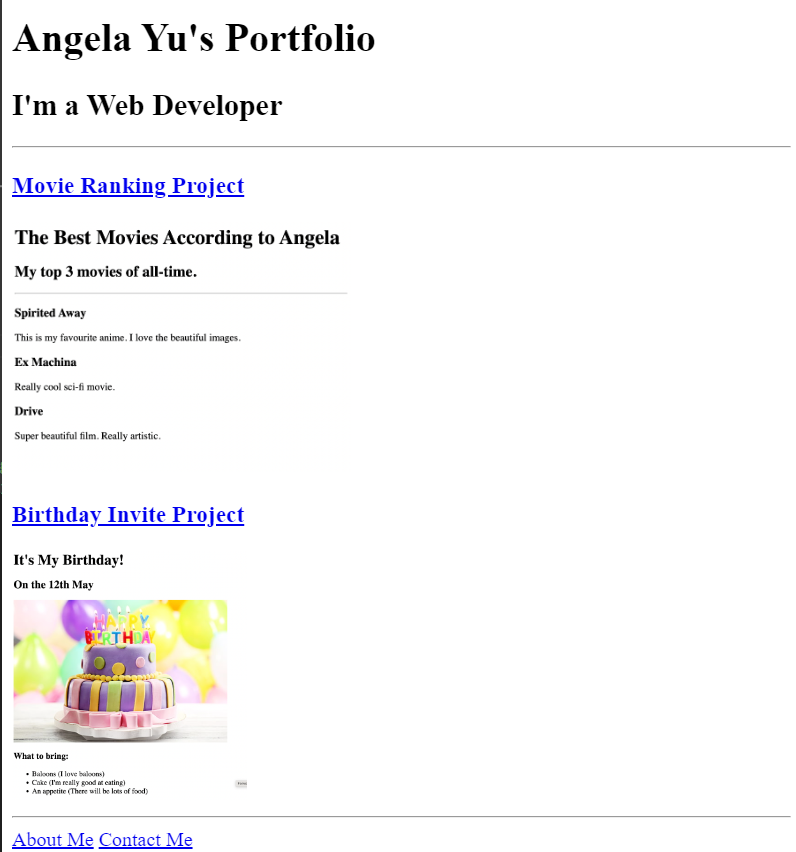 Angela Yu's Portfolio
I'm a Web Developer
Movie Ranking Project
The Best Movies According to Angela
My top 3 movies of all-time.
Spirited Away
This is my favourite anime. I love the beautiful images.
Ex Machina
Really cool sci-fi movie.
Drive
Super beautiful film. Really artistic.
Birthday Invite Project
It's My Birthday!
On the 12th May
HAPPY
BIRTHDAY
What to bring:
• Baloons (I love baloons)
• Cake (I'm really good at eating)
• An appetite (There will be lots of food)
About Me Contact Me